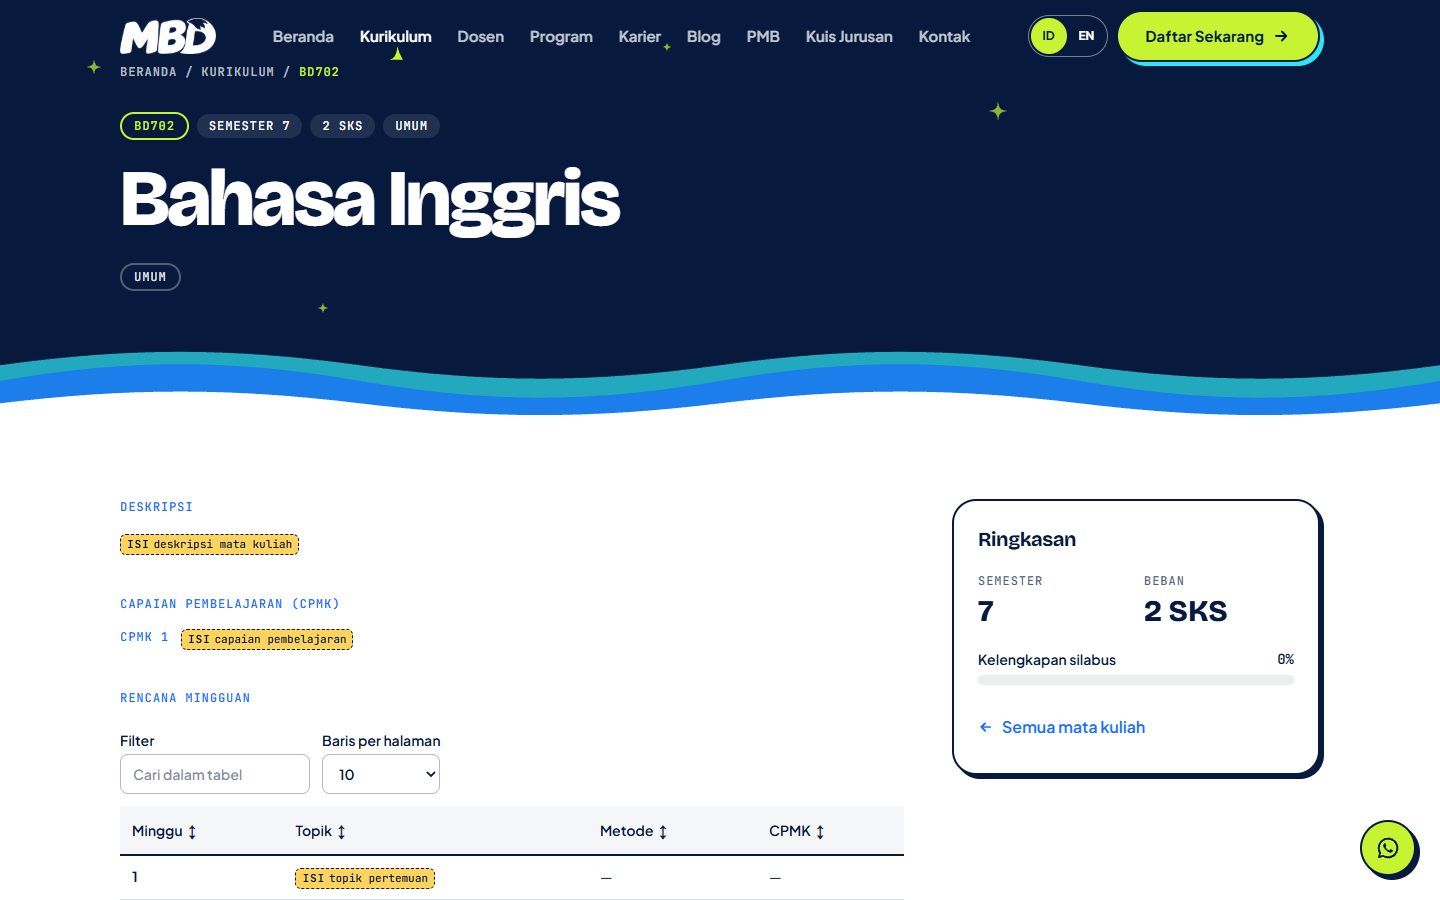 MBD Beranda Kurikulum Dosen Program Karier Blog PMB Kuis Jurusan Kontak ID EN Daftar Sekarang →
BERANDA / KURIKULUM / BD702
BD702 SEMESTER 7 2 SKS UMUM
Bahasa Inggris
UMUM
DESKRIPSI
ISI deskripsi mata kuliah
CAPAIAN PEMBELAJARAN (CPMK)
CPMK 1 ISI capaian pembelajaran
RENCANA MINGGUAN
Filter Baris per halaman
Cari dalam tabel 10
Minggu ↕ Topik ↕ Metode ↕ CPMK ↕
1 ISI topik pertemuan — —
Ringkasan
SEMESTER BEBAN
7 2 SKS
Kelengkapan silabus 0%
← Semua mata kuliah